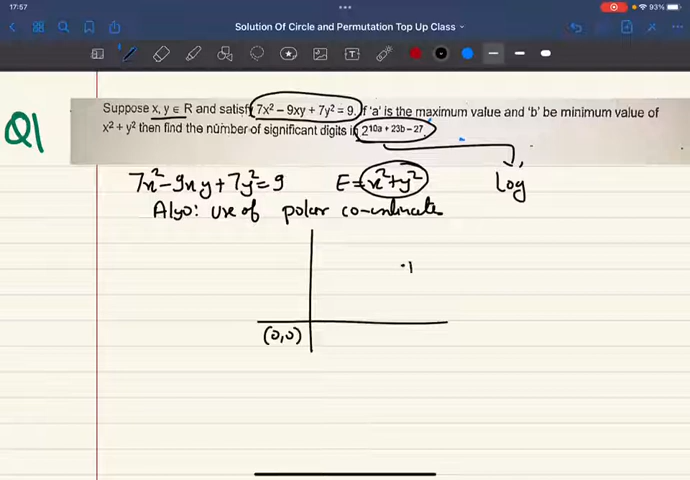 17:57
93%
Solution Of Circle and Permutation Top Up Class
Q1
Suppose x, y ∈ R and satisfy 7x² – 9xy + 7y² = 9. If 'a' is the maximum value and 'b' be minimum value of
x² + y² then find the number of significant digits in 2^(10a + 23b – 27).
7x² – 9xy + 7y² = 9 E = x² + y² log
Also: use of polar co-ordinate
(0,0)